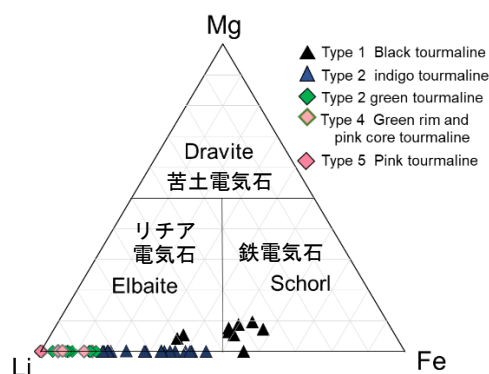 Mg
Type 1 Black tourmaline
Type 2 indigo tourmaline
Type 2 green tourmaline
Type 4 Green rim and
pink core tourmaline
Type 5 Pink tourmaline
Dravite
苦土電気石
リチア
電気石
Elbaite
鉄電気石
Schorl
Li
Fe